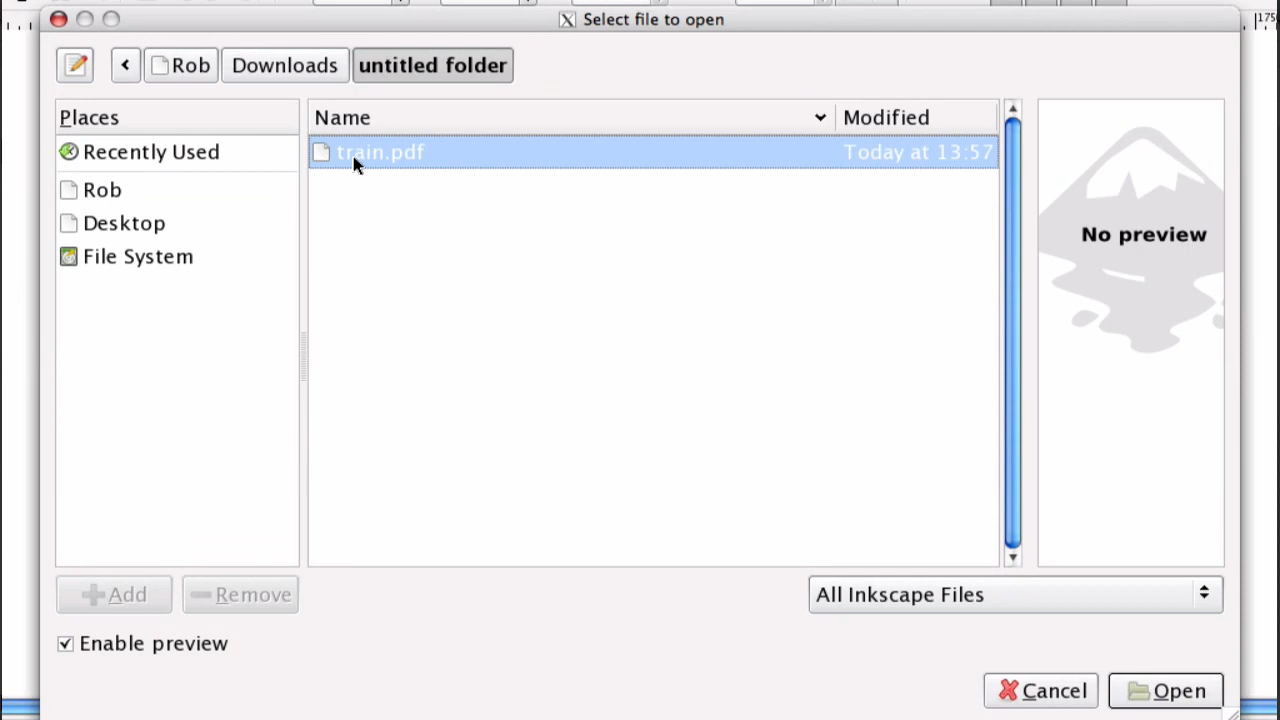 175
Select file to open
Rob
Downloads
untitled folder
Places
Name
Modified
Recently Used
train.pdf
Today at 13:57
Rob
Desktop
File System
No preview
Add
Remove
All Inkscape Files
Enable preview
Cancel
Open